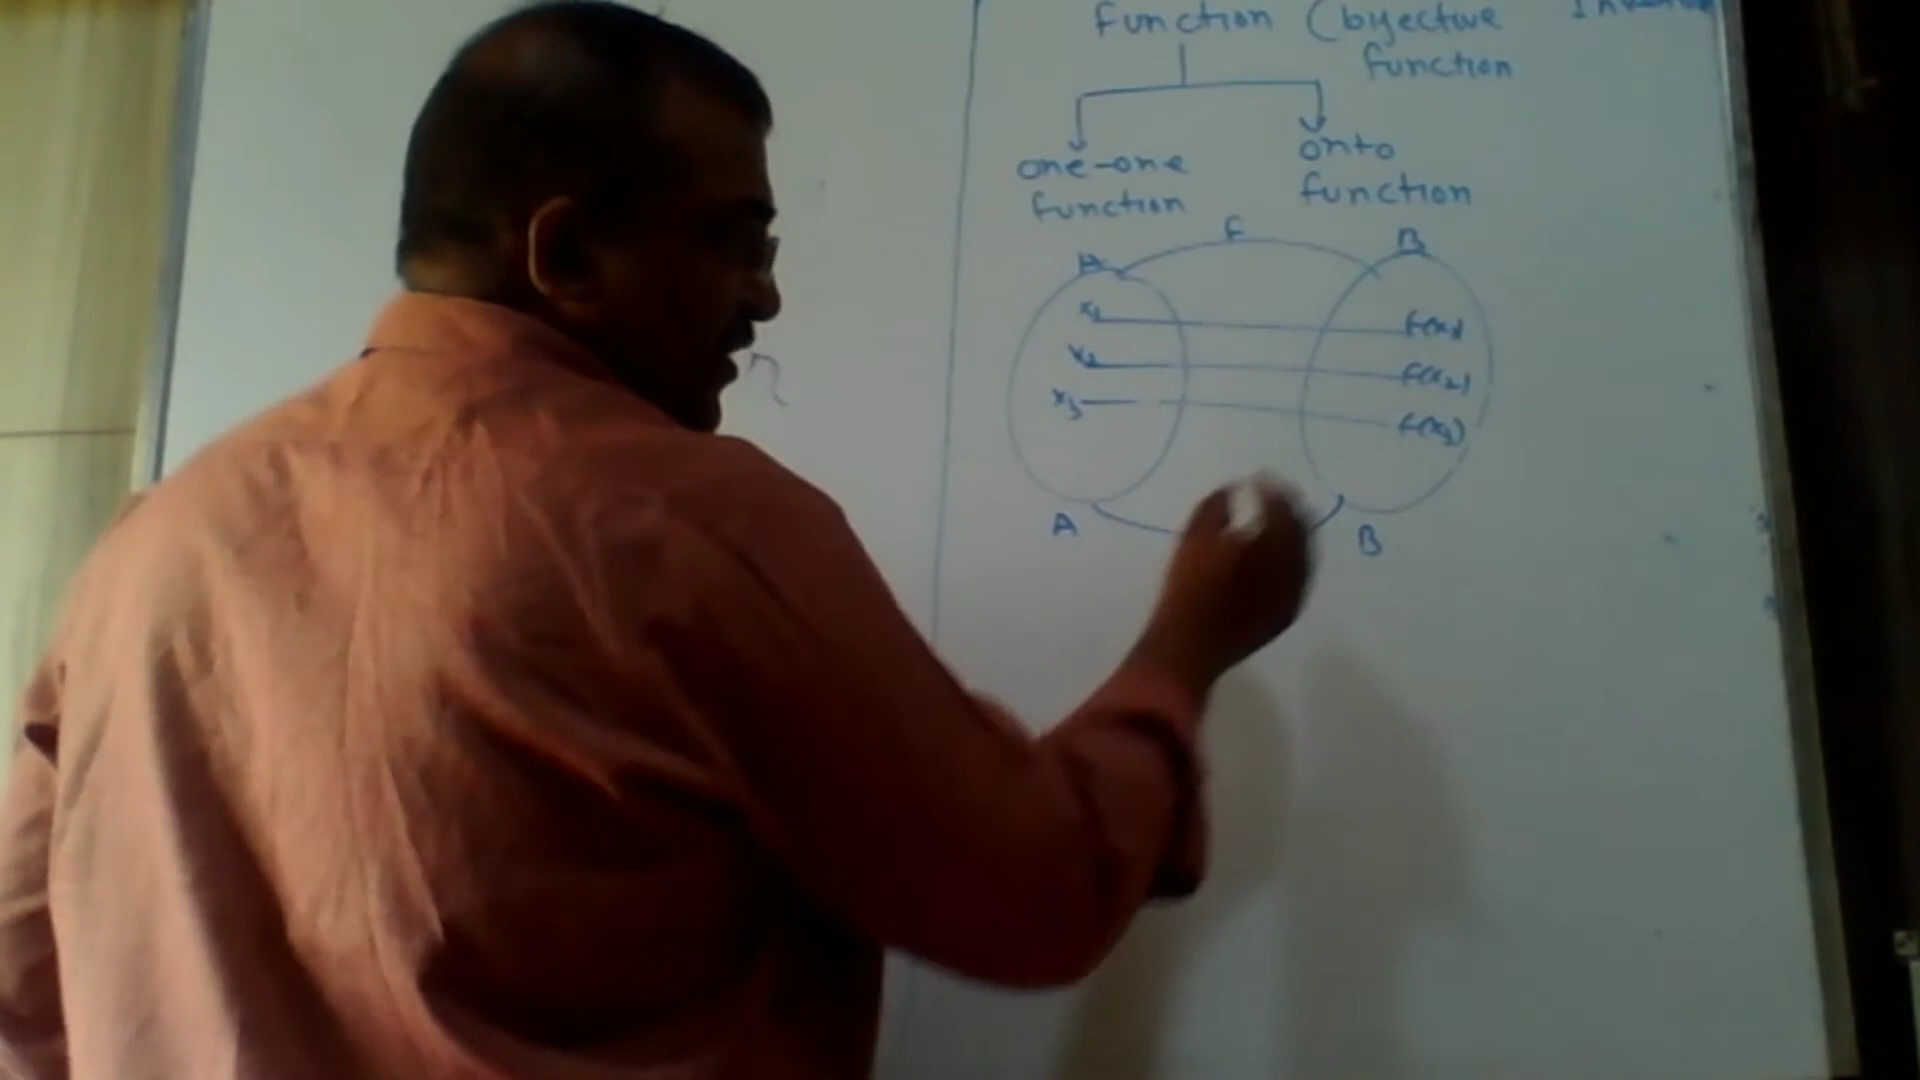 Function (bijective
function
one-one
function
onto
function
F
A
B
x1
f(x1)
x2
f(x2)
x3
f(x3)
A
B